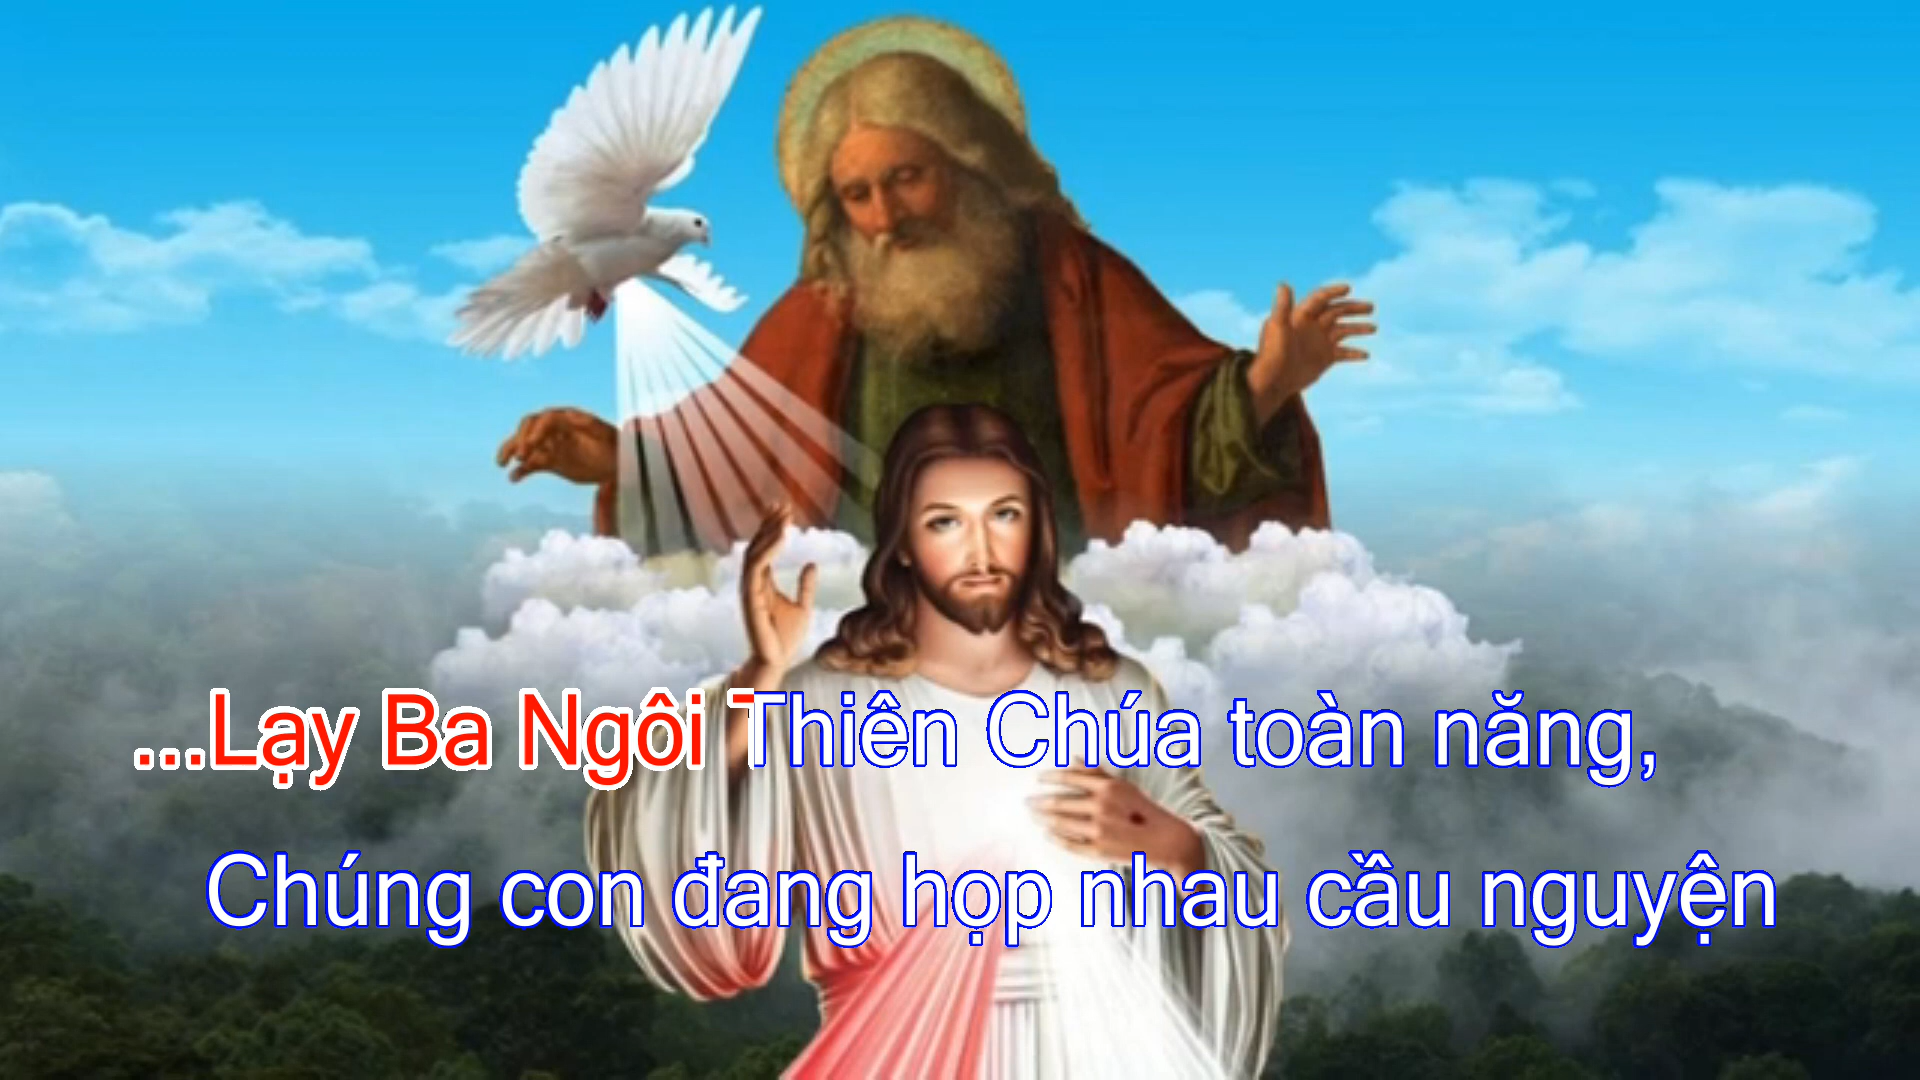 ...Lạy Ba Ngôi Thiên Chúa toàn năng,
Chúng con đang họp nhau cầu nguyện